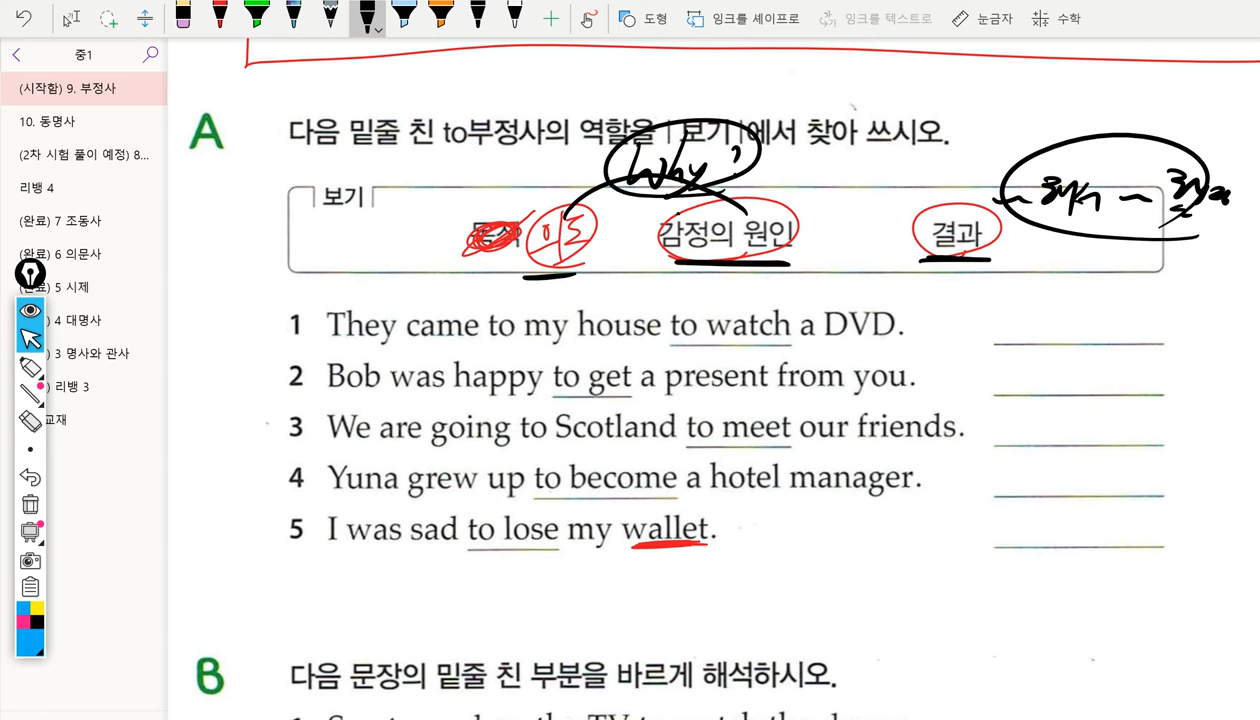 도형
잉크를 셰이프로
잉크를 텍스트로
눈금자
수학
중1
(시작함) 9. 부정사
10. 동명사
(2차 시험 풀이 예정) 8...
리뱅 4
(완료) 7 조동사
(완료) 6 의문사
) 5 시제
) 4 대명사
) 3 명사와 관사
) 리뱅 3
교재
A 다음 밑줄 친 to부정사의 역할을 |보기|에서 찾아 쓰시오.
Why?
보기
의도 감정의 원인 결과
1 They came to my house to watch a DVD.
2 Bob was happy to get a present from you.
3 We are going to Scotland to meet our friends.
4 Yuna grew up to become a hotel manager.
5 I was sad to lose my wallet.
B 다음 문장의 밑줄 친 부분을 바르게 해석하시오.